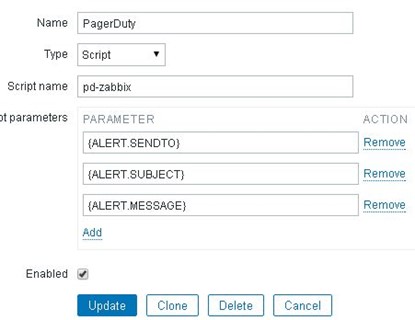 Name PagerDuty
Type Script
Script name pd-zabbix
pt parameters PARAMETER ACTION
{ALERT.SENDTO} Remove
{ALERT.SUBJECT} Remove
{ALERT.MESSAGE} Remove
Add
Enabled
Update Clone Delete Cancel